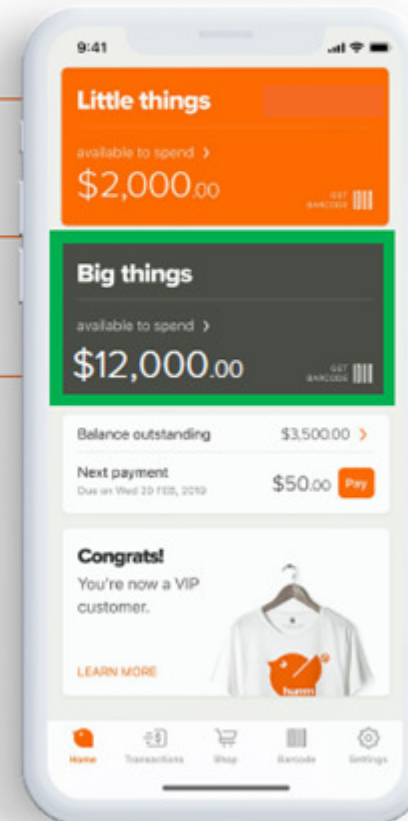 9:41
Little things
available to spend >
$2,000.00
GET
BARCODE
Big things
available to spend >
$12,000.00
GET
BARCODE
Balance outstanding $3,500.00 >
Next payment
Due on Wed 20 FEB, 2019
$50.00 Pay
Congrats!
You're now a VIP
customer.
LEARN MORE
humm
Home Transactions Shop Barcode Settings